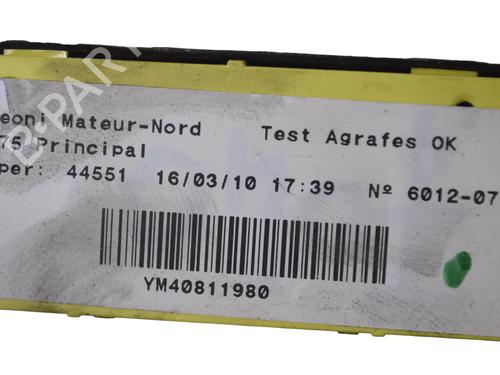 eoni Mateur-Nord Test Agrafes OK
75 Principal
per: 44551 16/03/10 17:39 Nº 6012-07
YM40811980
B-PARTS